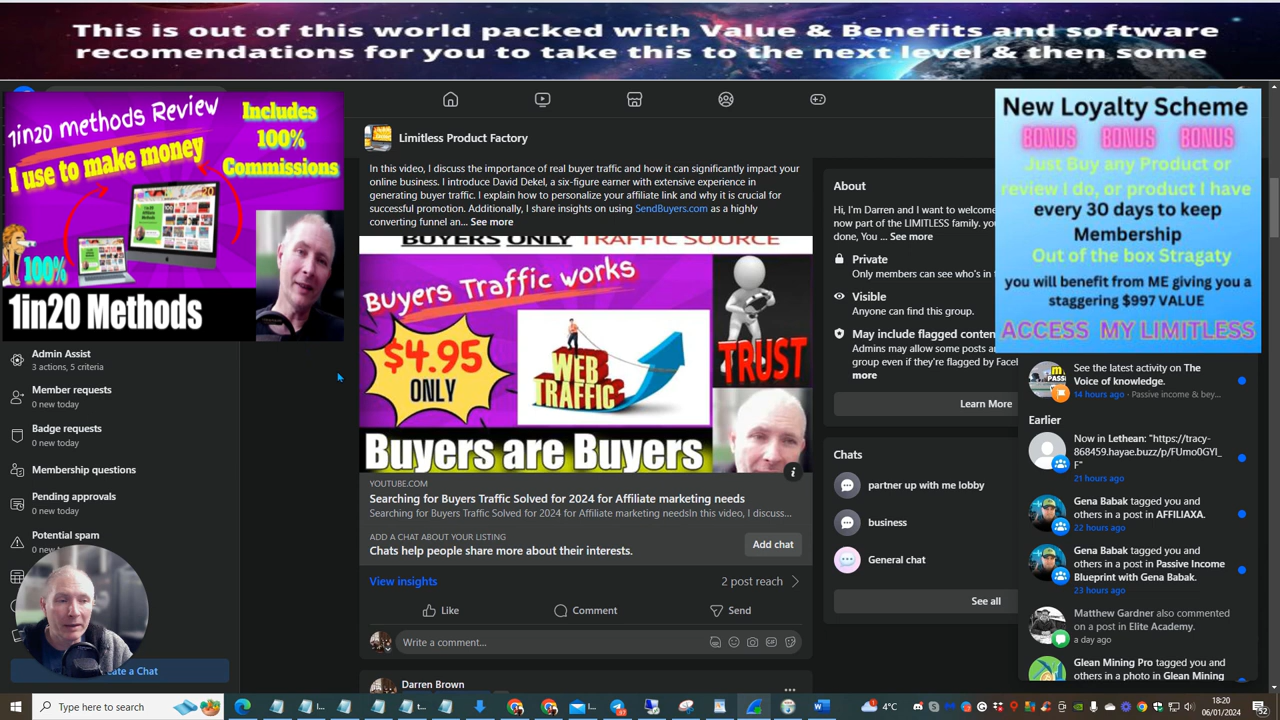 This is out of this world packed with Value & Benefits and software
recomendations for you to take this to the next level & then some
1in20 methods Review
I use to make money
Includes
100%
Commissions
100%
1in20 Methods
Admin Assist
3 actions, 5 criteria
Member requests
0 new today
Badge requests
0 new today
Membership questions
Pending approvals
0 new today
Potential spam
0 new
ate a Chat
Limitless Product Factory
In this video, I discuss the importance of real buyer traffic and how it can significantly impact your
online business. I introduce David Dekel, a six-figure earner with extensive experience in
generating buyer traffic. I explain how to personalize your affiliate link and why it is crucial for
successful promotion. Additionally, I share insights on using SendBuyers.com as a highly
converting funnel an... See more
BUYERS ONLY TRAFFIC SOURCE
Buyers Traffic works
$4.95
ONLY
WEB
TRAFFIC
TRUST
Buyers are Buyers
YOUTUBE.COM
Searching for Buyers Traffic Solved for 2024 for Affiliate marketing needs
Searching for Buyers Traffic Solved for 2024 for Affiliate marketing needsIn this video, I discuss...
ADD A CHAT ABOUT YOUR LISTING
Chats help people share more about their interests.
Add chat
View insights
2 post reach
Like
Comment
Send
Write a comment...
Darren Brown
About
Hi, I'm Darren and I want to welcome
now part of the LIMITLESS family. yo
done, You ... See more
Private
Only members can see who's in t
Visible
Anyone can find this group.
May include flagged conten
Admins may allow some posts a
group even if they're flagged by Face
more
Learn More
Chats
partner up with me lobby
business
General chat
See all
New Loyalty Scheme
BONUS BONUS BONUS
Just Buy any Product or
review I do, or product I have
every 30 days to keep
Membership
Out of the box Stragaty
you will benefit from ME giving you a
staggering $997 VALUE
ACCESS MY LIMITLESS
See the latest activity on The
Voice of knowledge.
14 hours ago · Passive income & bey...
Earlier
Now in Lethean: "https://tracy-
868459.hayae.buzz/p/FUmo0GYI_
F"
21 hours ago
Gena Babak tagged you and
others in a post in AFFILIAXA.
22 hours ago
Gena Babak tagged you and
others in a post in Passive Income
Blueprint with Gena Babak.
23 hours ago
Matthew Gardner also commented
on a post in Elite Academy.
a day ago
Glean Mining Pro tagged you and
others in a photo in Glean Mining
Type here to search
4°C
18:20
06/01/2024